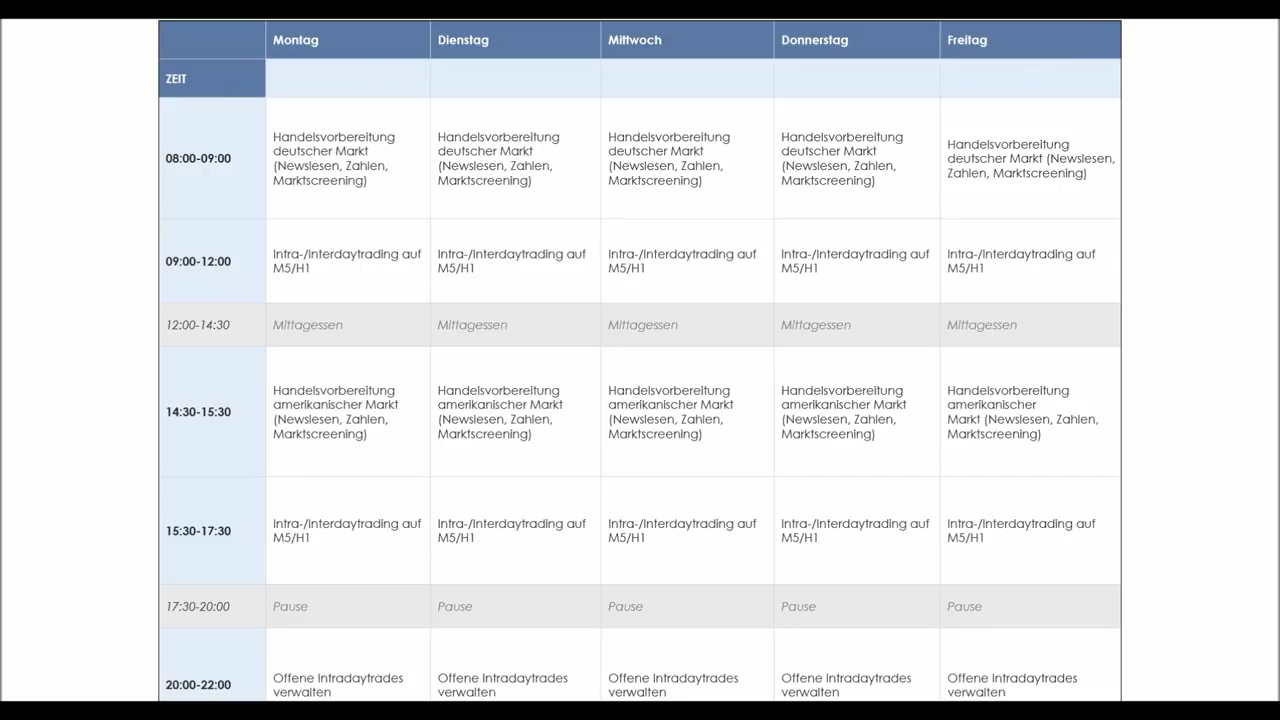 Montag Dienstag Mittwoch Donnerstag Freitag
ZEIT
08:00-09:00
Handelsvorbereitung
deutscher Markt
(Newslesen, Zahlen,
Marktscreening)
Handelsvorbereitung
deutscher Markt
(Newslesen, Zahlen,
Marktscreening)
Handelsvorbereitung
deutscher Markt
(Newslesen, Zahlen,
Marktscreening)
Handelsvorbereitung
deutscher Markt
(Newslesen, Zahlen,
Marktscreening)
Handelsvorbereitung
deutscher Markt (Newslesen,
Zahlen, Marktscreening)
09:00-12:00
Intra-/Interdaytrading auf
M5/H1
Intra-/Interdaytrading auf
M5/H1
Intra-/Interdaytrading auf
M5/H1
Intra-/Interdaytrading auf
M5/H1
Intra-/Interdaytrading auf
M5/H1
12:00-14:30 Mittagessen Mittagessen Mittagessen Mittagessen Mittagessen
14:30-15:30
Handelsvorbereitung
amerikanischer Markt
(Newslesen, Zahlen,
Marktscreening)
Handelsvorbereitung
amerikanischer Markt
(Newslesen, Zahlen,
Marktscreening)
Handelsvorbereitung
amerikanischer Markt
(Newslesen, Zahlen,
Marktscreening)
Handelsvorbereitung
amerikanischer Markt
(Newslesen, Zahlen,
Marktscreening)
Handelsvorbereitung
amerikanischer
Markt (Newslesen, Zahlen,
Marktscreening)
15:30-17:30
Intra-/Interdaytrading auf
M5/H1
Intra-/Interdaytrading auf
M5/H1
Intra-/Interdaytrading auf
M5/H1
Intra-/Interdaytrading auf
M5/H1
Intra-/Interdaytrading auf
M5/H1
17:30-20:00 Pause Pause Pause Pause Pause
20:00-22:00
Offene Intradaytrades
verwalten
Offene Intradaytrades
verwalten
Offene Intradaytrades
verwalten
Offene Intradaytrades
verwalten
Offene Intradaytrades
verwalten